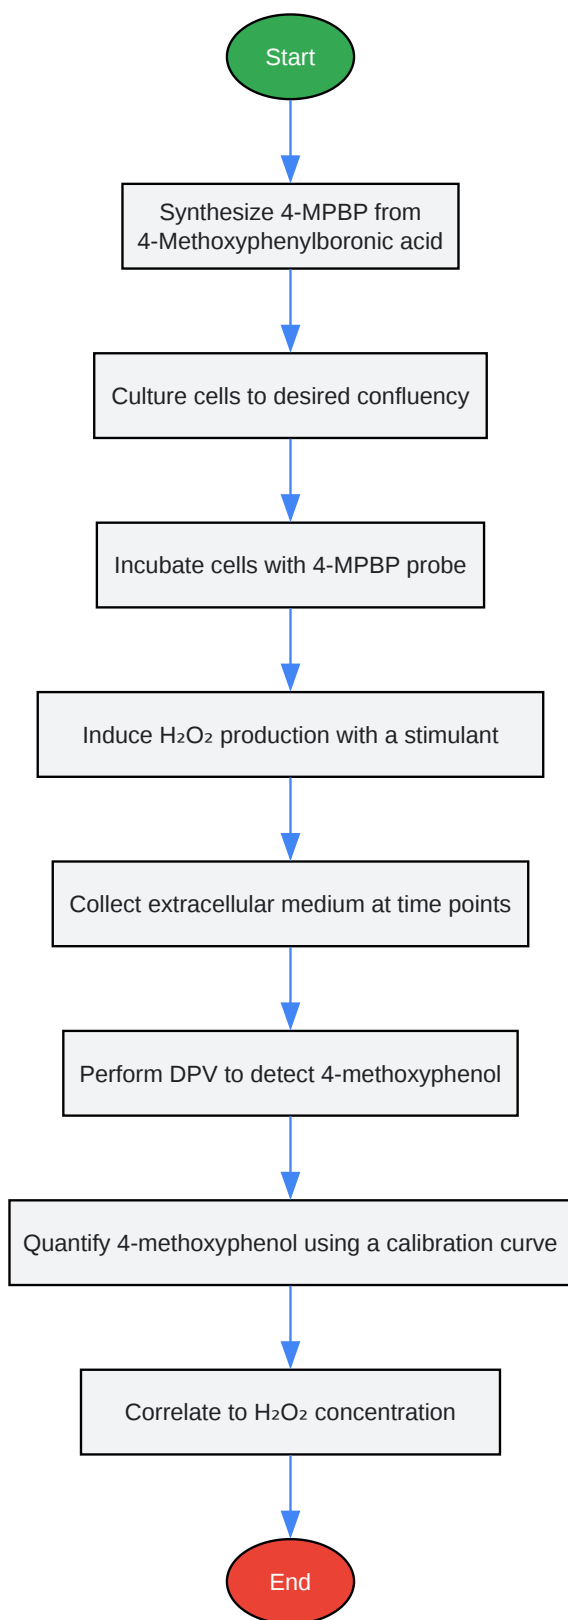 Start
Synthesize 4-MPBP from
4-Methoxyphenylboronic acid
Culture cells to desired confluency
Incubate cells with 4-MPBP probe
Induce H₂O₂ production with a stimulant
Collect extracellular medium at time points
Perform DPV to detect 4-methoxyphenol
Quantify 4-methoxyphenol using a calibration curve
Correlate to H₂O₂ concentration
End